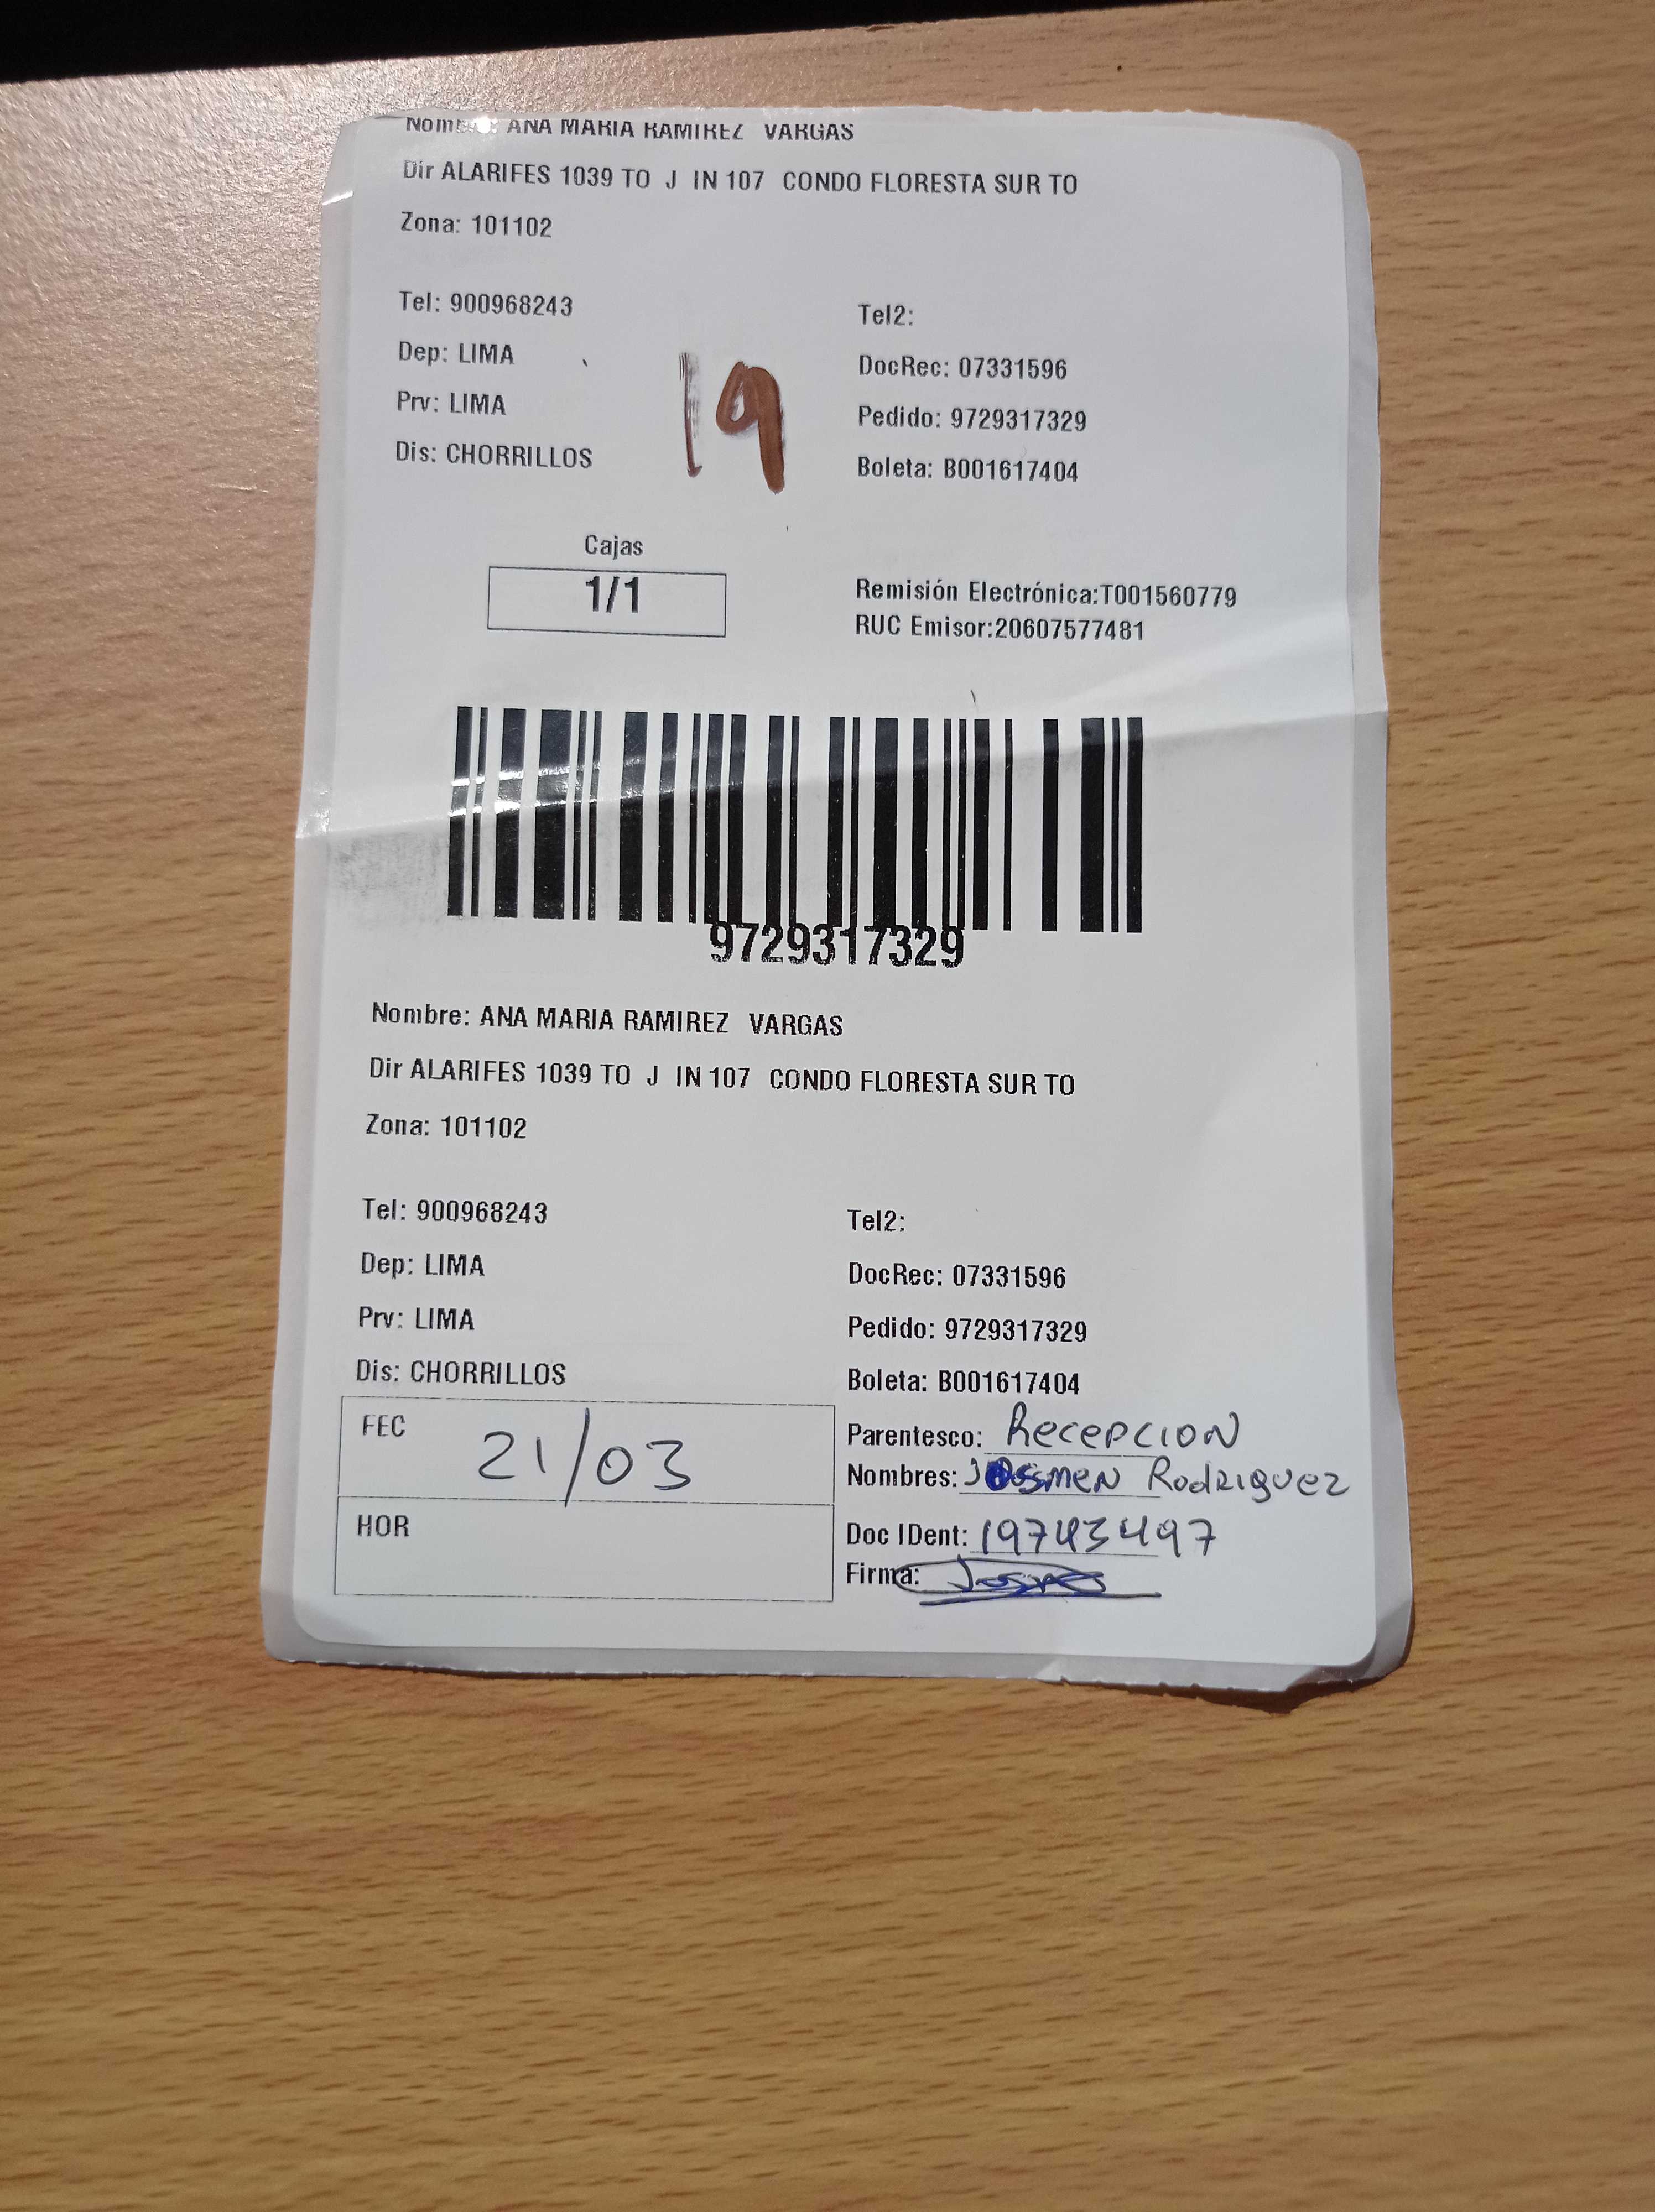 Nombre: ANA MARIA RAMIREZ VARGAS
Dir ALARIFES 1039 TO J IN 107 CONDO FLORESTA SUR TO
Zona: 101102
Tel: 900968243
Tel2:
Dep: LIMA
DocRec: 07331596
Prv: LIMA
Pedido: 9729317329
Dis: CHORRILLOS
Boleta: B001617404
19
Cajas
1/1
Remisión Electrónica:T001560779
RUC Emisor:20607577481
9729317329
Nombre: ANA MARIA RAMIREZ VARGAS
Dir ALARIFES 1039 TO J IN 107 CONDO FLORESTA SUR TO
Zona: 101102
Tel: 900968243
Tel2:
Dep: LIMA
DocRec: 07331596
Prv: LIMA
Pedido: 9729317329
Dis: CHORRILLOS
Boleta: B001617404
FEC 21/03
HOR
Parentesco: Recepcion
Nombres: Rodriguez
Doc IDent: 19743497
Firma: